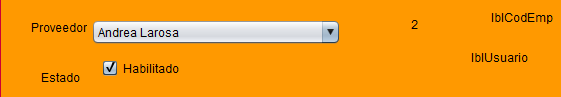 Proveedor Andrea Larosa 2 lblCodEmp
lblUsuario
Estado Habilitado